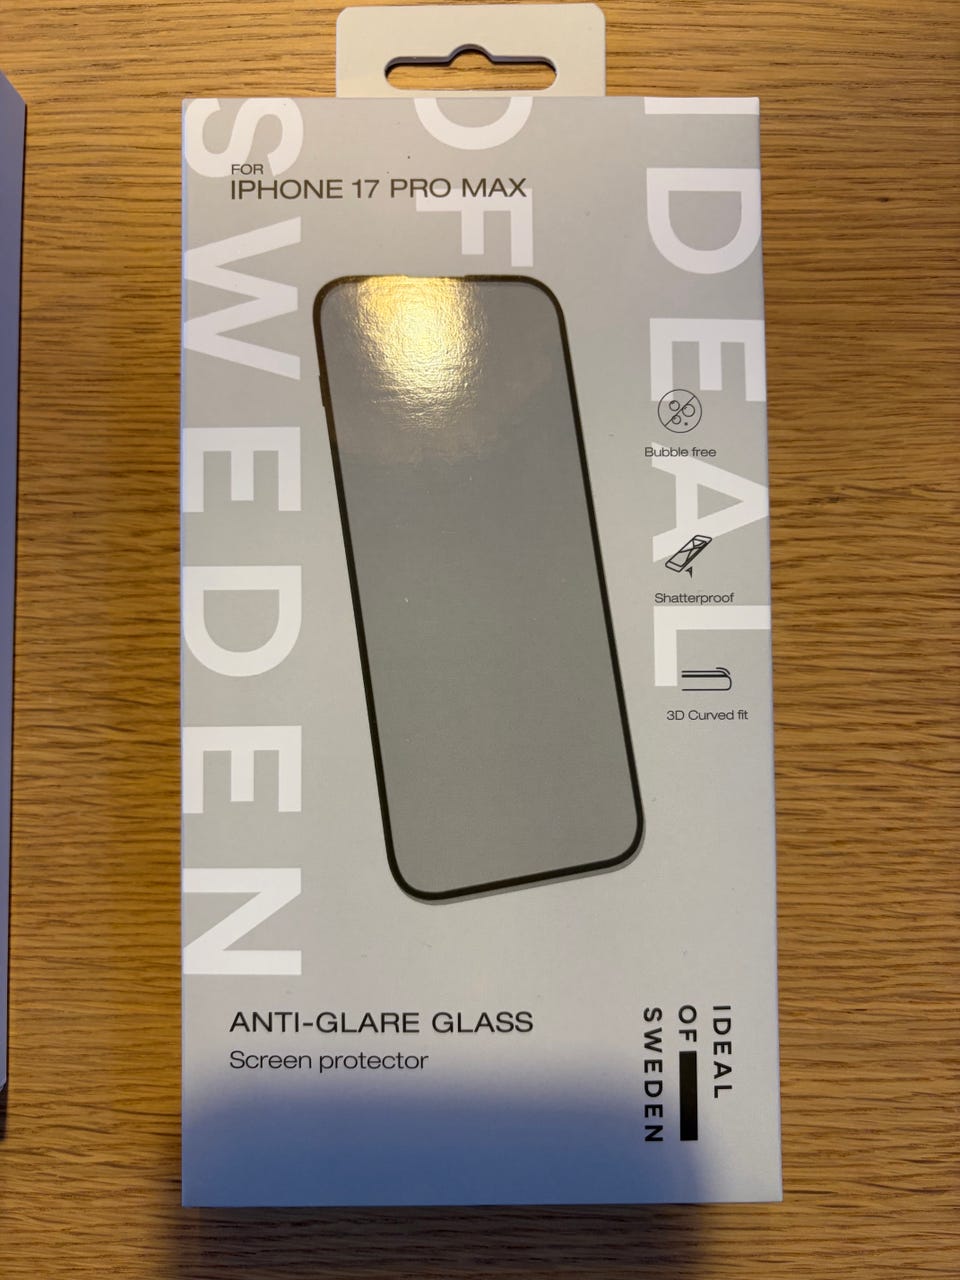 IDEAL
OF
SWEDEN
FOR
IPHONE 17 PRO MAX
Bubble free
Shatterproof
3D Curved fit
ANTI-GLARE GLASS
Screen protector
IDEAL
OF
SWEDEN